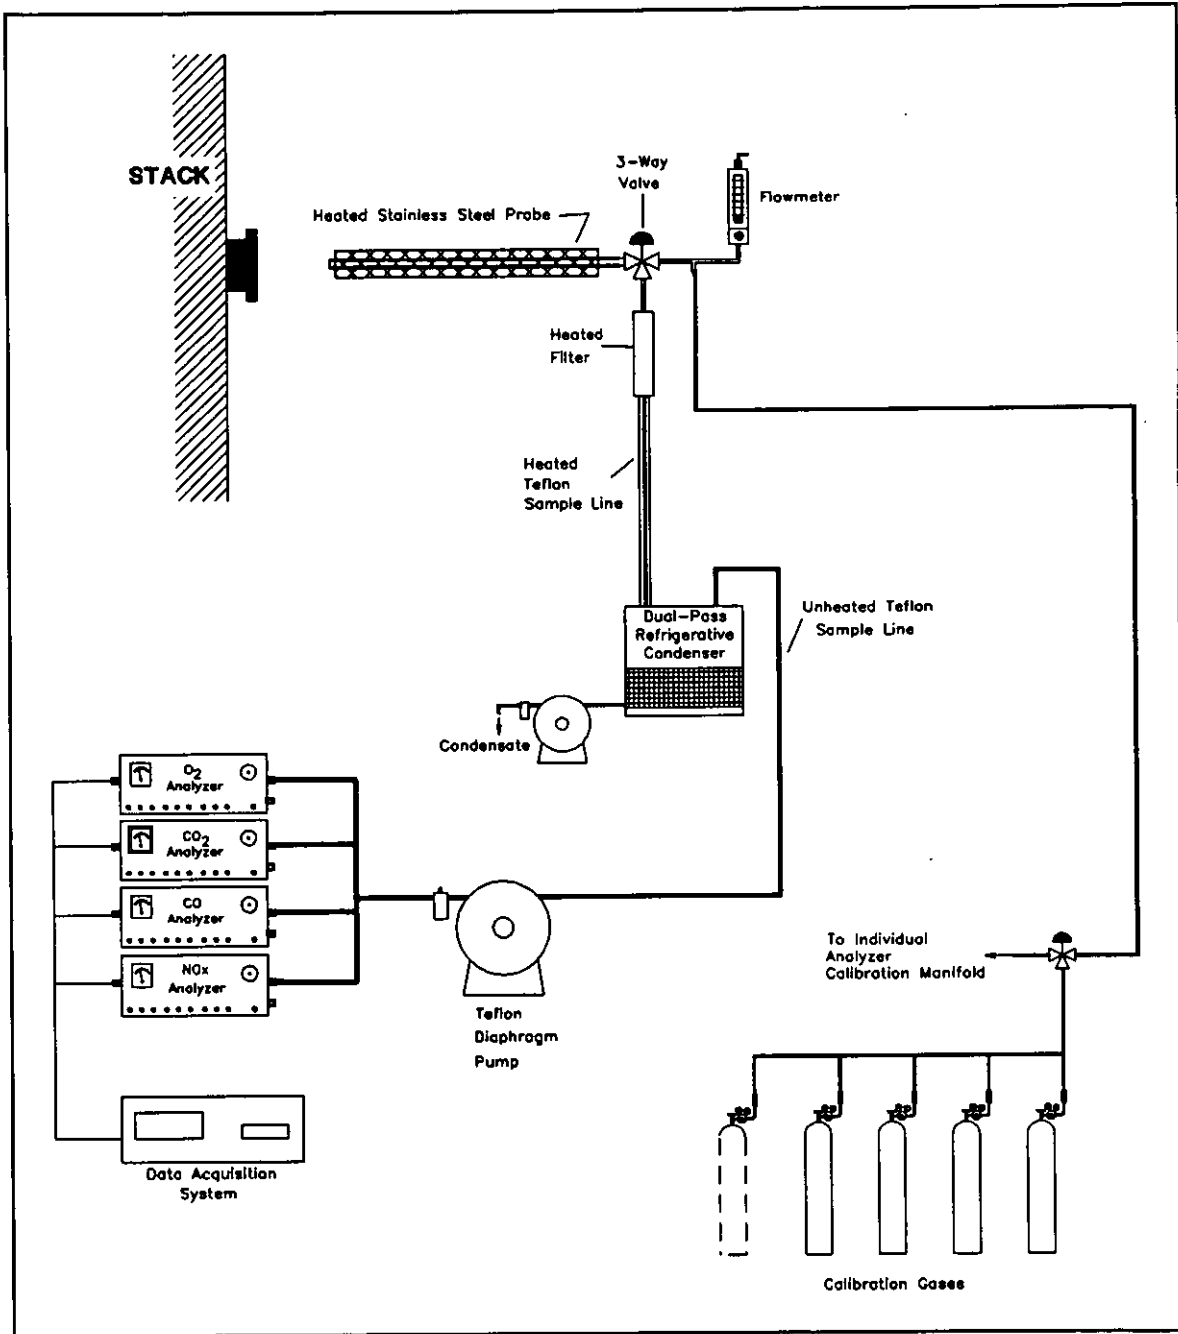 STACK
3-Way
Valve
Flowmeter
Heated Stainless Steel Probe
Heated
Filter
Heated
Teflon
Sample Line
Dual-Pass
Refrigerative
Condenser
Unheated Teflon
Sample Line
Condensate
O2
Analyzer
CO2
Analyzer
CO
Analyzer
NOx
Analyzer
Teflon
Diaphragm
Pump
To Individual
Analyzer
Calibration Manifold
Data Acquisition
System
Calibration Gases